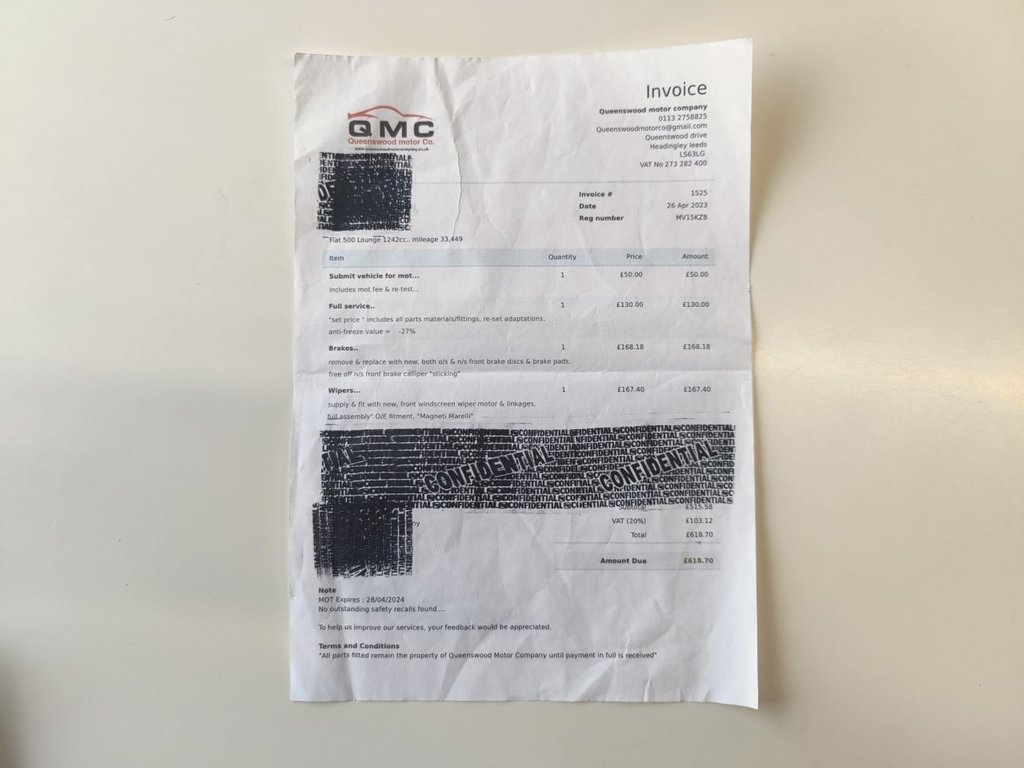 Invoice
QMC
Queenswood motor Co.
Queenswood motor company
0113 2758825
Queenswoodmotorco@gmail.com
Queenswood drive
Headingley leeds
LS63LG
VAT No 273 282 400
Invoice # 1525
Date 26 Apr 2023
Reg number MV15KZB
Fiat 500 Lounge 1242cc.. mileage 33,449
Item Quantity Price Amount
Submit vehicle for mot... 1 £50.00 £50.00
includes mot fee & re-test...
Full service.. 1 £130.00 £130.00
"set price " includes all parts materials/fittings, re-set adaptations,
anti-freeze value = -27%
Brakes.. 1 £168.18 £168.18
remove & replace with new, both o/s & n/s front brake discs & brake pads,
free off n/s front brake calliper "sticking"
Wipers... 1 £167.40 £167.40
supply & fit with new, front windscreen wiper motor & linkages,
full assembly" O/E fitment, "Magneti Marelli"
CONFIDENTIAL CONFIDENTIAL
Subtotal £515.58
VAT (20%) £103.12
Total £618.70
Amount Due £618.70
Note
MOT Expires : 28/04/2024
No outstanding safety recalls found....
To help us improve our services, your feedback would be appreciated.
Terms and Conditions
"All parts fitted remain the property of Queenswood Motor Company until payment in full is received"